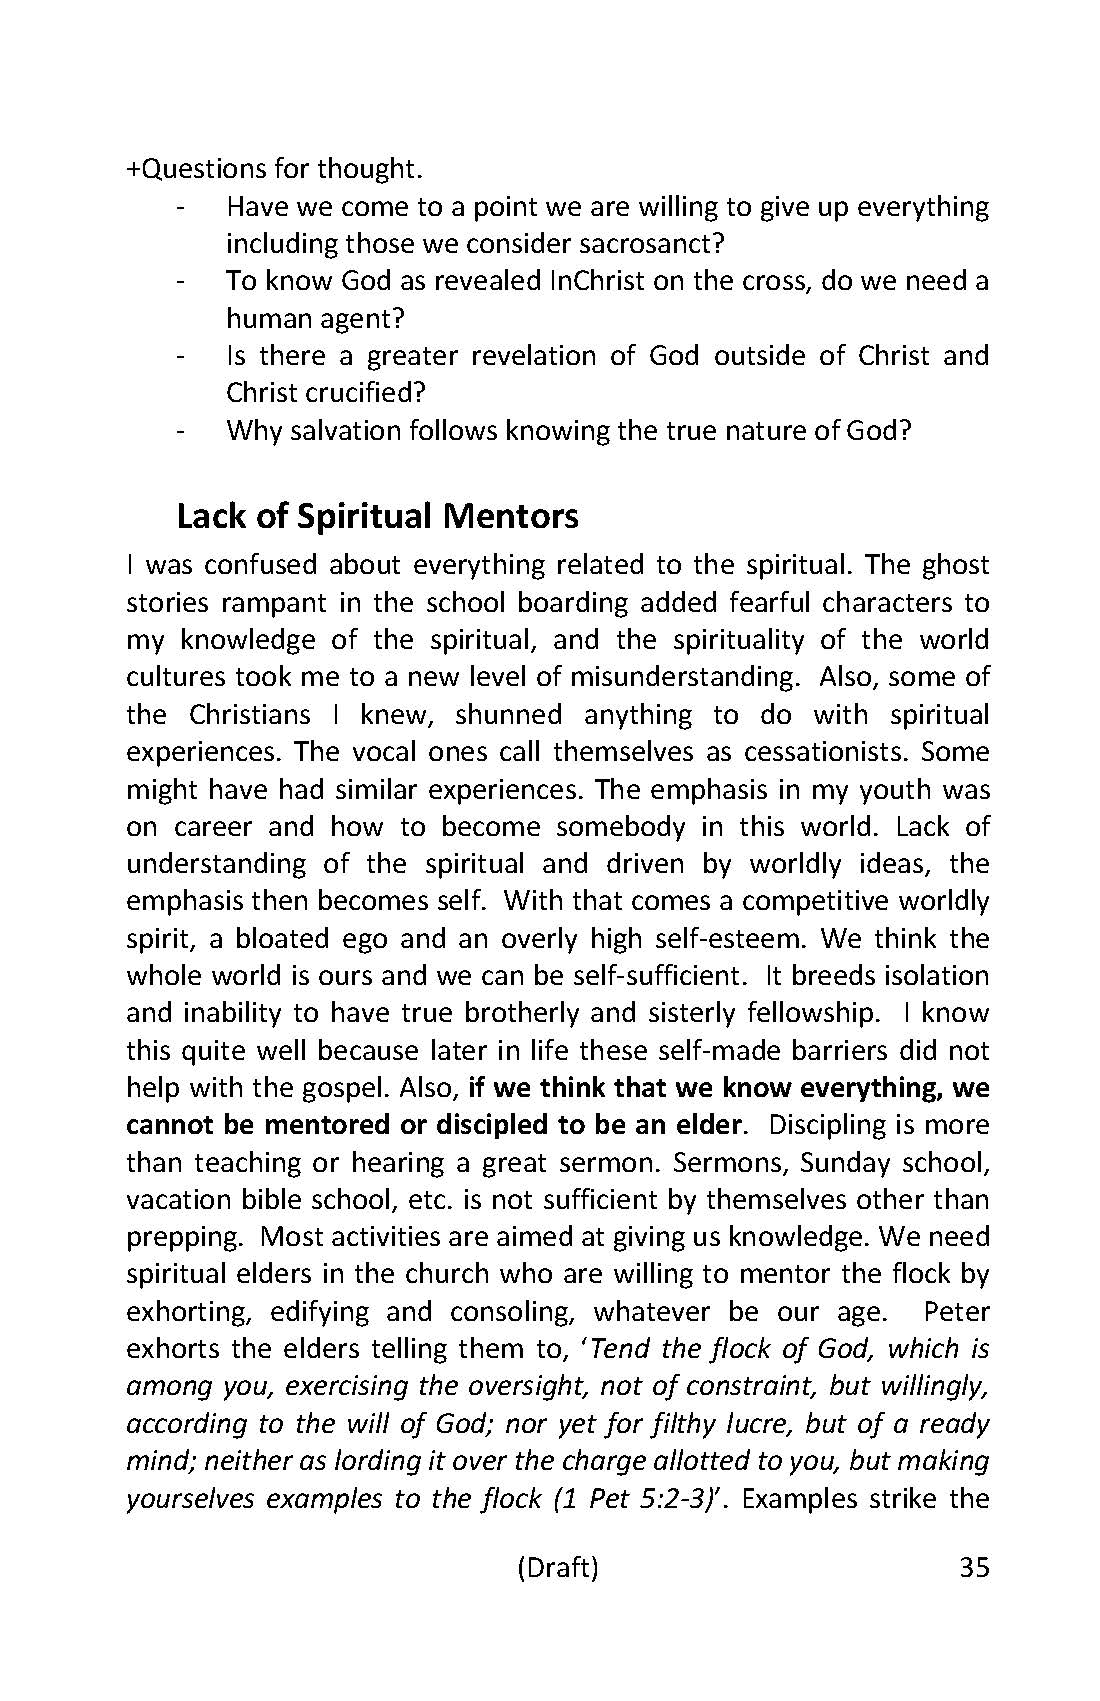 +Questions for thought.
- Have we come to a point we are willing to give up everything
including those we consider sacrosanct?
- To know God as revealed InChrist on the cross, do we need a
human agent?
- Is there a greater revelation of God outside of Christ and
Christ crucified?
- Why salvation follows knowing the true nature of God?
Lack of Spiritual Mentors
I was confused about everything related to the spiritual. The ghost
stories rampant in the school boarding added fearful characters to
my knowledge of the spiritual, and the spirituality of the world
cultures took me to a new level of misunderstanding.  Also, some of
the Christians I knew, shunned anything to do with spiritual
experiences. The vocal ones call themselves as cessationists. Some
might have had similar experiences. The emphasis in my youth was
on career and how to become somebody in this world. Lack of
understanding of the spiritual and driven by worldly ideas, the
emphasis then becomes self.  With that comes a competitive worldly
spirit, a bloated ego and an overly high self-esteem. We think the
whole world is ours and we can be self-sufficient.  It breeds isolation
and inability to have true brotherly and sisterly fellowship.  I know
this quite well because later in life these self-made barriers did not
help with the gospel. Also, if we think that we know everything, we
cannot be mentored or discipled to be an elder.  Discipling is more
than teaching or hearing a great sermon. Sermons, Sunday school,
vacation bible school, etc. is not sufficient by themselves other than
prepping.  Most activities are aimed at giving us knowledge. We need
spiritual elders in the church who are willing to mentor the flock by
exhorting, edifying and consoling, whatever be our age.  Peter
exhorts the elders telling them to, ‘Tend the flock of God, which is
among you, exercising the oversight, not of constraint, but willingly,
according to the will of God; nor yet for filthy lucre, but of a ready
mind; neither as lording it over the charge allotted to you, but making
yourselves examples to the flock (1 Pet 5:2-3)’. Examples strike the
(Draft) 35